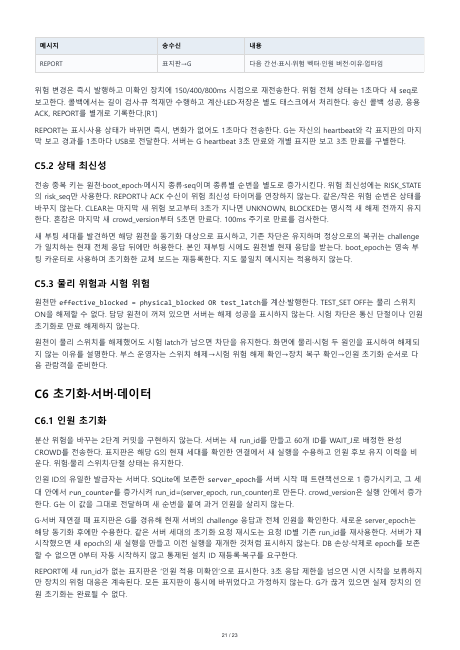 메시지 송수신 내용
REPORT 표지판→G 다음 간선·표시·위험 백터·인원 버전·이유·업타임
위험 변경은 즉시 발행하고 미확인 장치에 150/400/800ms 시점으로 재전송한다. 위험 전체 상태는 1초마다 새 seq로
보고한다. 콜백에서는 길이 검사·큐 적재만 수행하고 계산·LED·저장은 별도 태스크에서 처리한다. 송신 콜백 성공, 응용
ACK, REPORT를 별개로 기록한다.[R1]
REPORT는 표시·사용 상태가 바뀌면 즉시, 변화가 없어도 1초마다 전송한다. G는 자신의 heartbeat와 각 표지판의 마지
막 보고 경과를 1초마다 USB로 전달한다. 서버는 G heartbeat 3초 만료와 개별 표지판 보고 3초 만료를 구별한다.
C5.2 상태 최신성
전송 중복 키는 원천·boot_epoch·메시지 종류·seq이며 종류별 순번을 별도로 증가시킨다. 위험 최신성에는 RISK_STATE
의 risk_seq만 사용한다. REPORT나 ACK 수신이 위험 최신성 타이머를 연장하지 않는다. 같은/작은 위험 순번은 상태를
바꾸지 않는다. CLEAR는 마지막 새 위험 보고부터 3초가 지나면 UNKNOWN, BLOCKED는 명시적 새 해제 전까지 유지
한다. 혼잡은 마지막 새 crowd_version부터 5초면 만료다. 100ms 주기로 만료를 검사한다.
새 부팅 세대를 발견하면 해당 원천을 동기화 대상으로 표시하고, 기존 차단은 유지하며 정상으로의 복귀는 challenge
가 일치하는 현재 전체 응답 뒤에만 허용한다. 본인 재부팅 시에도 원천별 현재 응답을 받는다. boot_epoch는 영속 부
팅 카운터로 사용하며 초기화한 교체 보드는 재등록한다. 지도 불일치 메시지는 적용하지 않는다.
C5.3 물리 위험과 시험 위험
원천만 effective_blocked = physical_blocked OR test_latch를 계산·발행한다. TEST_SET OFF는 물리 스위치
ON을 해제할 수 없다. 담당 원천이 꺼져 있으면 서버는 해제 성공을 표시하지 않는다. 시험 차단은 통신 단절이나 인원
초기화로 만료 해제하지 않는다.
원천이 물리 스위치를 해제했어도 시험 latch가 남으면 차단을 유지한다. 화면에 물리·시험 두 원인을 표시하여 해제되
지 않는 이유를 설명한다. 부스 운영자는 스위치 해제→시험 위험 해제 확인→장치 복구 확인→인원 초기화 순서로 다
음 관람객을 준비한다.
C6 초기화·서버·데이터
C6.1 인원 초기화
분산 위험을 바꾸는 2단계 커밋을 구현하지 않는다. 서버는 새 run_id를 만들고 60개 ID를 WAIT_J로 배정한 완성
CROWD를 전송한다. 표지판은 해당 G의 현재 세대를 확인한 연결에서 새 실행을 수용하고 인원 후보 유지 이력을 비
운다. 위험·물리 스위치·단절 상태는 유지한다.
인원 ID의 유일한 발급자는 서버다. SQLite에 보존한 server_epoch를 서버 시작 때 트랜잭션으로 1 증가시키고, 그 세
대 안에서 run_counter를 증가시켜 run_id=(server_epoch, run_counter)로 만든다. crowd_version은 실행 안에서 증가
한다. G는 이 값을 그대로 전달하며 새 순번을 붙여 과거 인원을 살리지 않는다.
G·서버 재연결 때 표지판은 G를 경유해 현재 서버의 challenge 응답과 전체 인원을 확인한다. 새로운 server_epoch는
해당 동기화 후에만 수용한다. 같은 서버 세대의 초기화 요청 재시도는 요청 ID별 기존 run_id를 재사용한다. 서버가 재
시작했으면 새 epoch의 새 실행을 만들고 이전 실행을 재개한 것처럼 표시하지 않는다. DB 손상·삭제로 epoch를 보존
할 수 없으면 0부터 자동 시작하지 않고 통제된 설치 ID 재등록·복구를 요구한다.
REPORT에 새 run_id가 없는 표지판은 '인원 적용 미확인'으로 표시한다. 3초 응답 제한을 넘으면 시연 시작을 보류하지
만 장치의 위험 대응은 계속된다. 모든 표지판이 동시에 바뀌었다고 가정하지 않는다. G가 끊겨 있으면 실제 장치의 인
원 초기화는 완료될 수 없다.
21 / 23